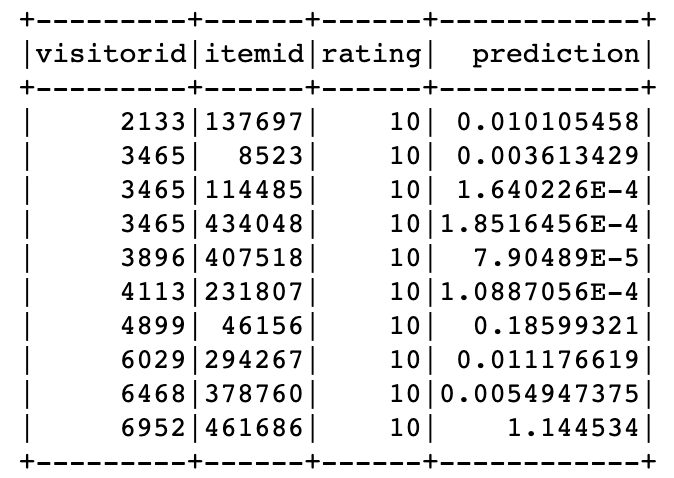 +---------+------+------+------------+
|visitorid|itemid|rating|  prediction|
+---------+------+------+------------+
|     2133|137697|    10| 0.010105458|
|     3465|  8523|    10| 0.003613429|
|     3465|114485|    10| 1.640226E-4|
|     3465|434048|    10|1.8516456E-4|
|     3896|407518|    10|  7.90489E-5|
|     4113|231807|    10|1.0887056E-4|
|     4899| 46156|    10|  0.18599321|
|     6029|294267|    10| 0.011176619|
|     6468|378760|    10|0.0054947375|
|     6952|461686|    10|    1.144534|
+---------+------+------+------------+